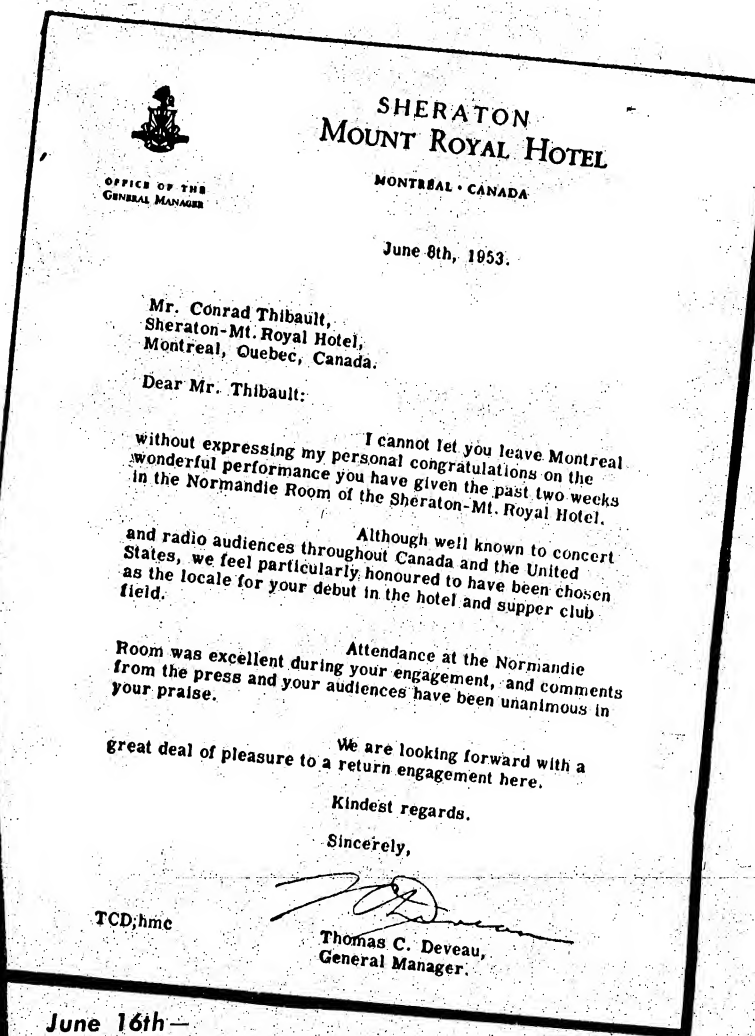 SHERATON
MOUNT ROYAL HOTEL
MONTREAL • CANADA
OFFICE OF THE
GENERAL MANAGER
June 8th, 1953.
Mr. Conrad Thibault,
Sheraton-Mt. Royal Hotel,
Montreal, Quebec, Canada.
Dear Mr. Thibault:
I cannot let you leave Montreal
without expressing my personal congratulations on the
wonderful performance you have given the past two weeks
in the Normandie Room of the Sheraton-Mt. Royal Hotel.
Although well known to concert
and radio audiences throughout Canada and the United
States, we feel particularly honoured to have been chosen
as the locale for your debut in the hotel and supper club
field.
Attendance at the Normandie
Room was excellent during your engagement, and comments
from the press and your audiences have been unanimous in
your praise.
We are looking forward with a
great deal of pleasure to a return engagement here.
Kindest regards.
Sincerely,
TCDeveau
TCD;hmc
Thomas C. Deveau,
General Manager.
June 16th—